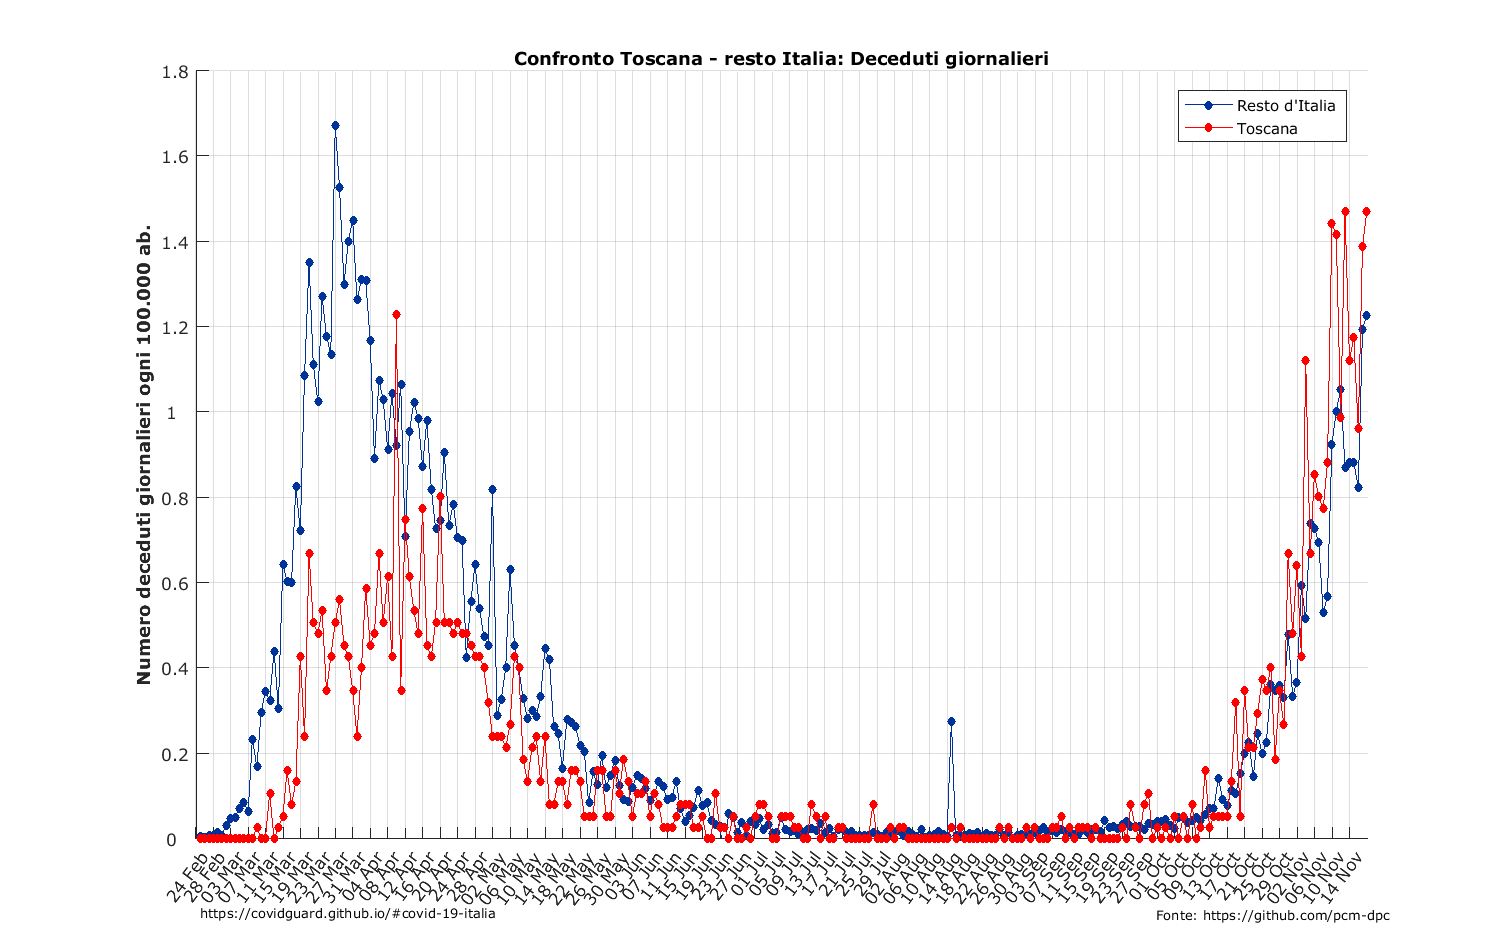 Confronto Toscana - resto Italia: Deceduti giornalieri
Numero deceduti giornalieri ogni 100.000 ab.
1.8
1.6
1.4
1.2
1
0.8
0.6
0.4
0.2
0
Resto d'Italia
Toscana
24 Feb
28 Feb
03 Mar
07 Mar
11 Mar
15 Mar
19 Mar
23 Mar
27 Mar
31 Mar
04 Apr
08 Apr
12 Apr
16 Apr
20 Apr
24 Apr
28 Apr
02 May
06 May
10 May
14 May
18 May
22 May
26 May
30 May
03 Jun
07 Jun
11 Jun
15 Jun
19 Jun
23 Jun
27 Jun
01 Jul
05 Jul
09 Jul
13 Jul
17 Jul
21 Jul
25 Jul
29 Jul
02 Aug
06 Aug
10 Aug
14 Aug
18 Aug
22 Aug
26 Aug
30 Aug
03 Sep
07 Sep
11 Sep
15 Sep
19 Sep
23 Sep
27 Sep
01 Oct
05 Oct
09 Oct
13 Oct
17 Oct
21 Oct
25 Oct
29 Oct
02 Nov
06 Nov
10 Nov
14 Nov
https://covidguard.github.io/#covid-19-italia
Fonte: https://github.com/pcm-dpc